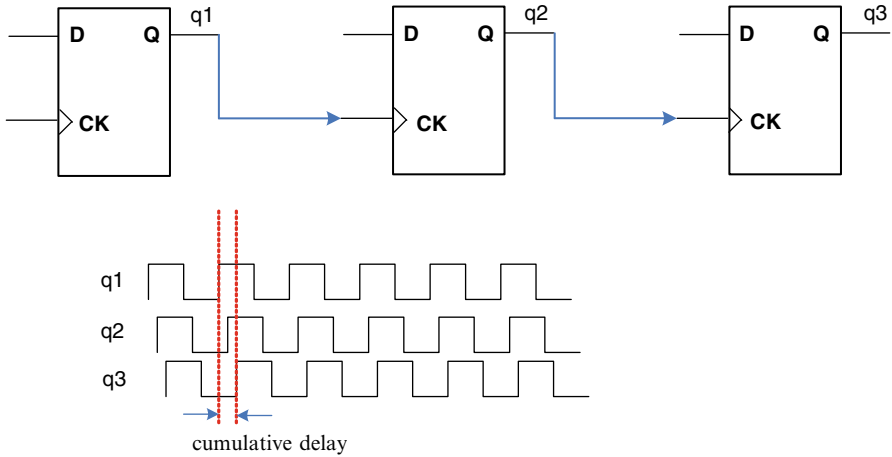 q1 q2 q3
D Q D Q D Q
CK CK CK
q1
q2
q3
cumulative delay